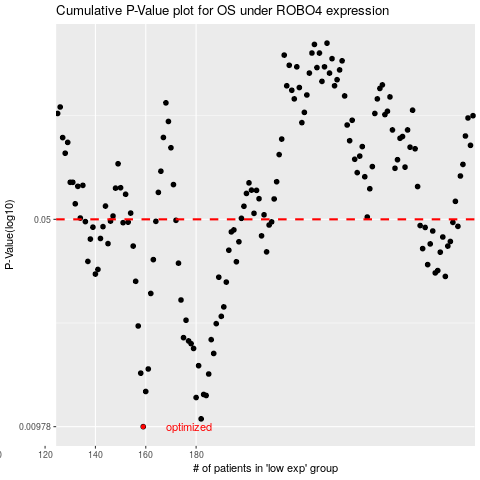 Cumulative P-Value plot for OS under ROBO4 expression
P-Value(log10)
0.05
0.00978
optimized
0 120 140 160 180
# of patients in 'low exp' group